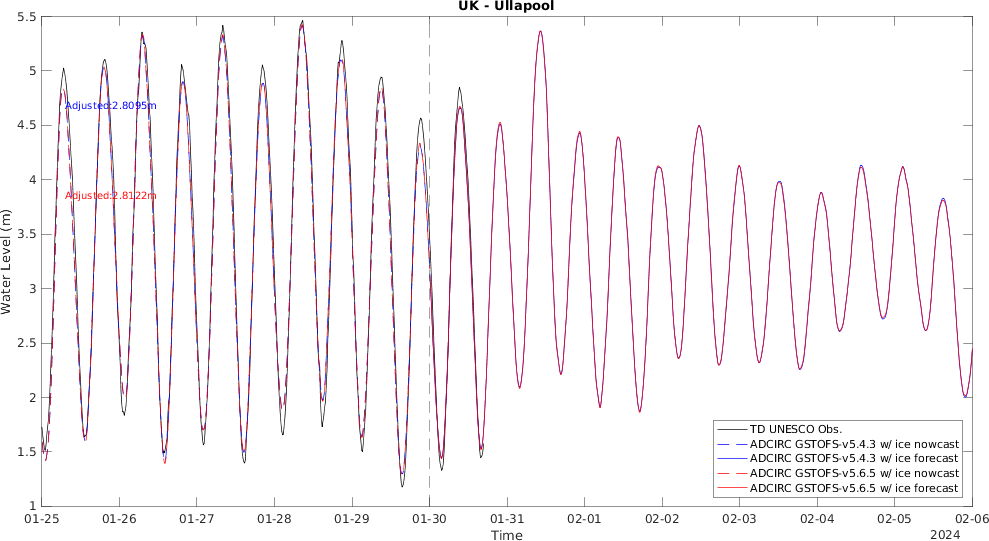 UK - Ullapool
5.5
5
4.5
4
3.5
3
2.5
2
1.5
1
Water Level (m)
Adjusted:2.8095m
Adjusted:2.8122m
TD UNESCO Obs.
ADCIRC GSTOFS-v5.4.3 w/ ice nowcast
ADCIRC GSTOFS-v5.4.3 w/ ice forecast
ADCIRC GSTOFS-v5.6.5 w/ ice nowcast
ADCIRC GSTOFS-v5.6.5 w/ ice forecast
01-25 01-26 01-27 01-28 01-29 01-30 01-31 02-01 02-02 02-03 02-04 02-05 02-06
Time
2024